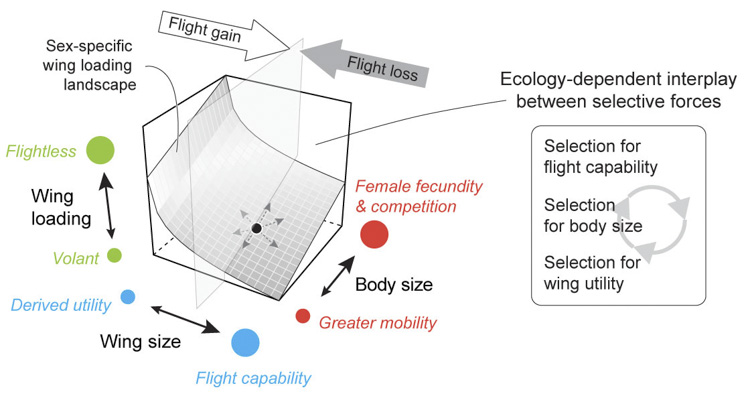 Flight gain
Flight loss
Sex-specific
wing loading
landscape
Ecology-dependent interplay
between selective forces
Selection for
flight capability
Selection
for body size
Selection for
wing utility
Flightless
Wing
loading
Volant
Female fecundity
& competition
Body size
Greater mobility
Derived utility
Wing size
Flight capability